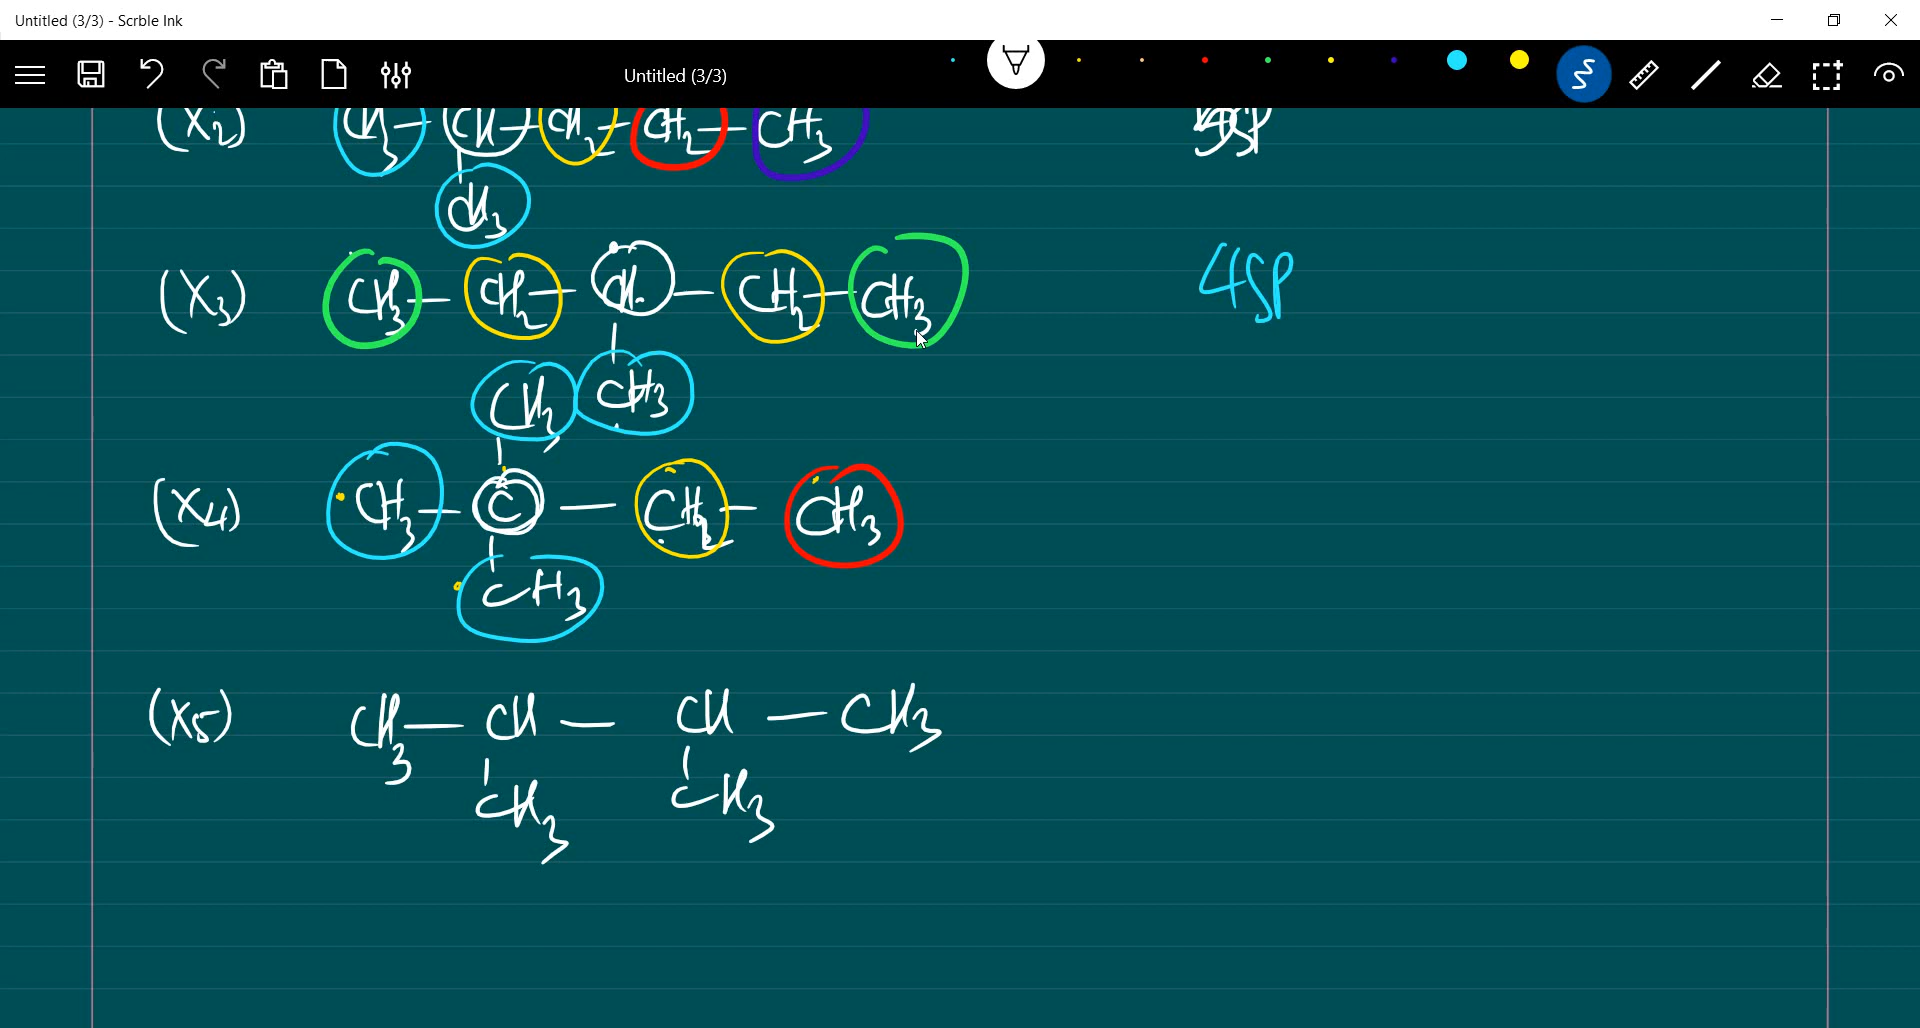 Untitled (3/3) - Scrble Ink
Untitled (3/3)
(X2) CH3 - CH - CH2 - CH2 - CH3
CH3
(X3) CH3 - CH2 - CH - CH2 - CH3 4sp
CH3
CH3
(X4) CH3 - C - CH2 - CH3
CH3
(X5) CH3 - CH - CH - CH3
CH3 CH3